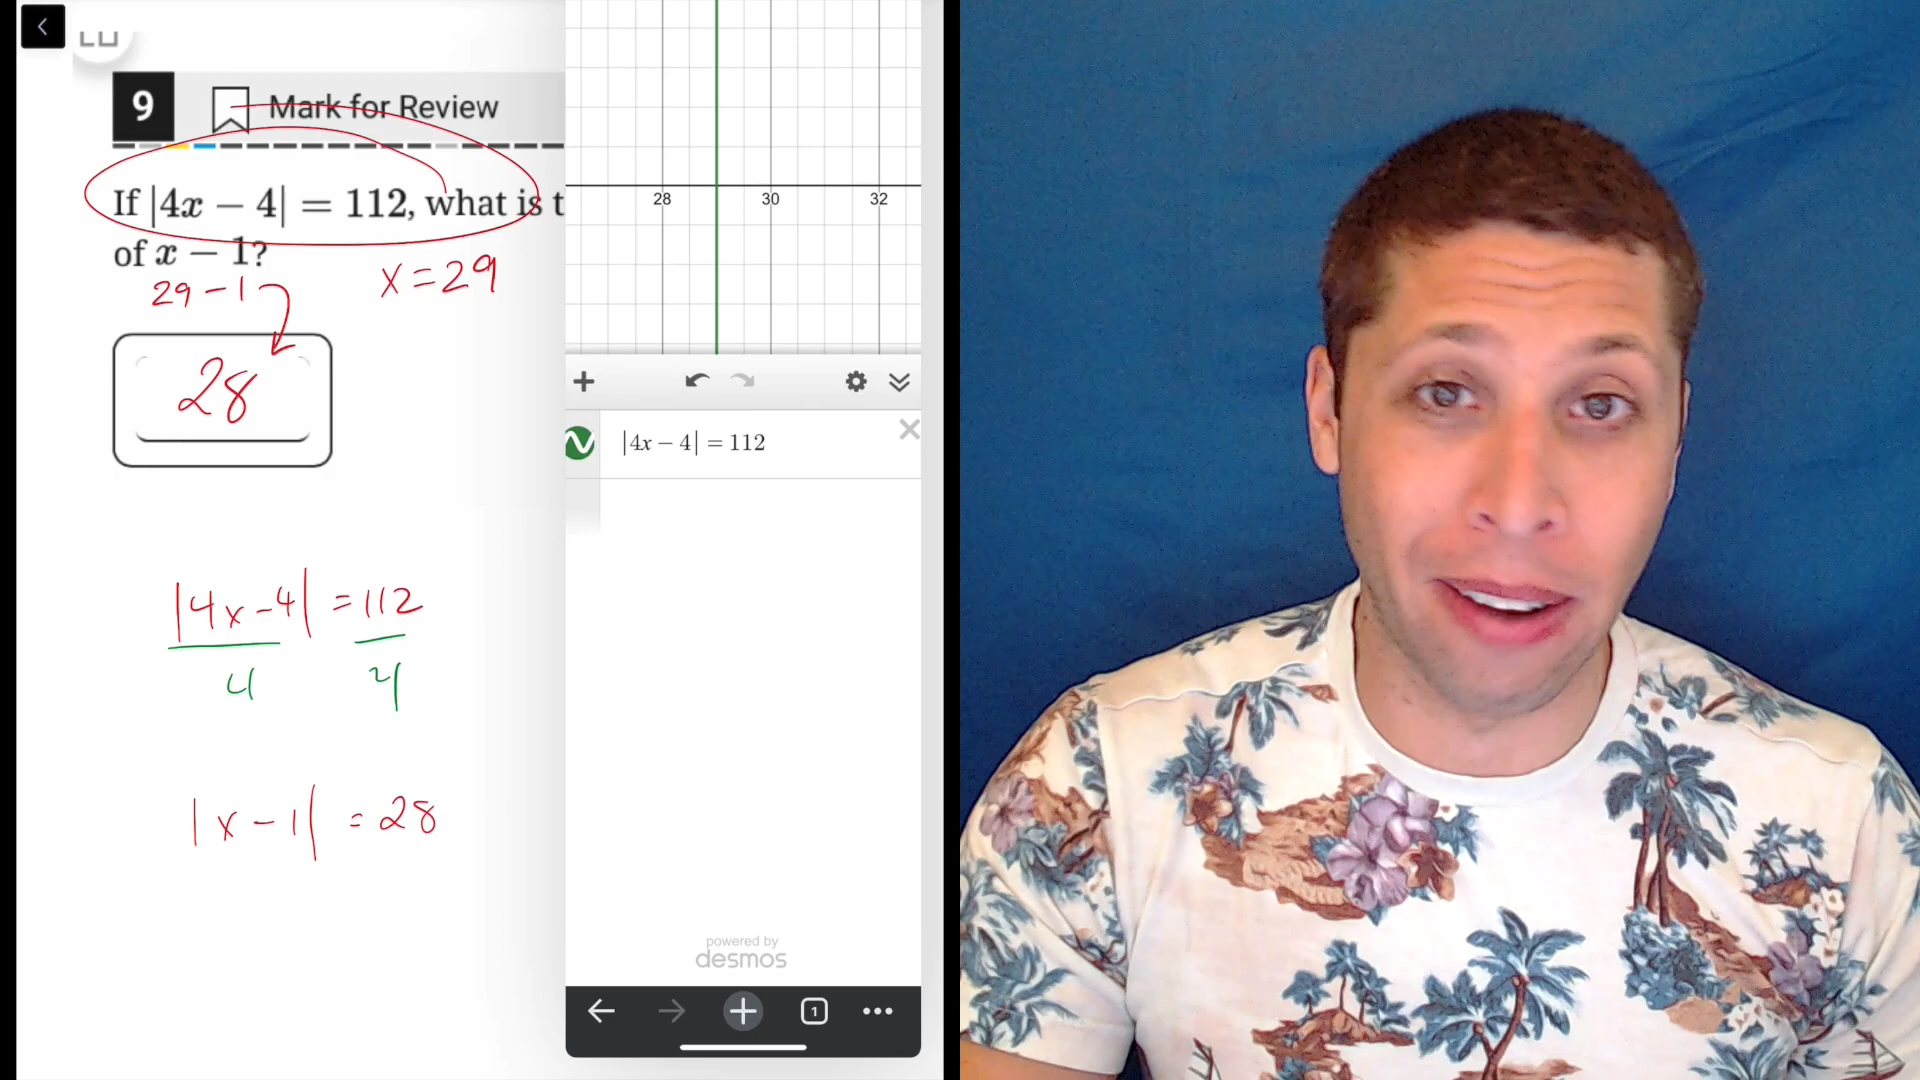 9 Mark for Review
If |4x − 4| = 112, what is t
of x − 1?
29 − 1
x = 29
28
|4x − 4| = 112
4 4
|x − 1| = 28
28 30 32
|4x − 4| = 112
powered by
desmos
1